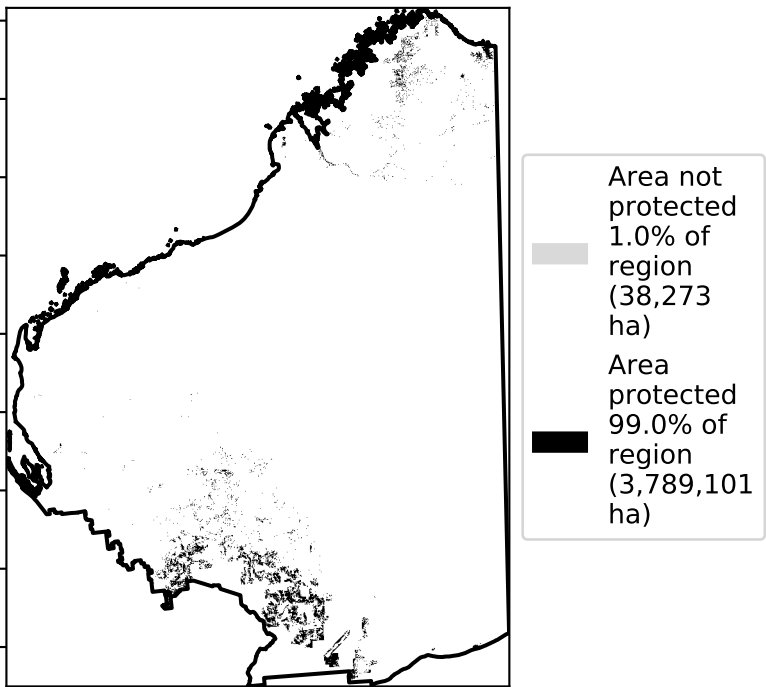 Area not
protected
1.0% of
region
(38,273
ha)
Area
protected
99.0% of
region
(3,789,101
ha)